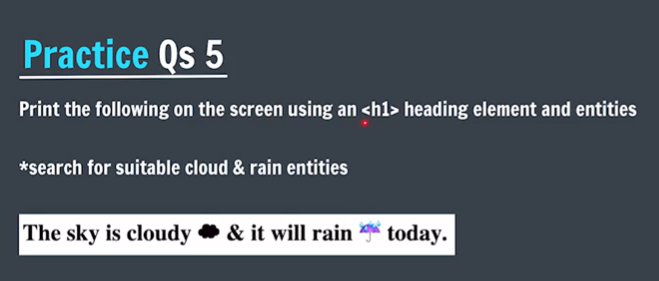 Practice Qs 5
Print the following on the screen using an <h1> heading element and entities
*search for suitable cloud & rain entities
The sky is cloudy ☁ & it will rain ☔ today.